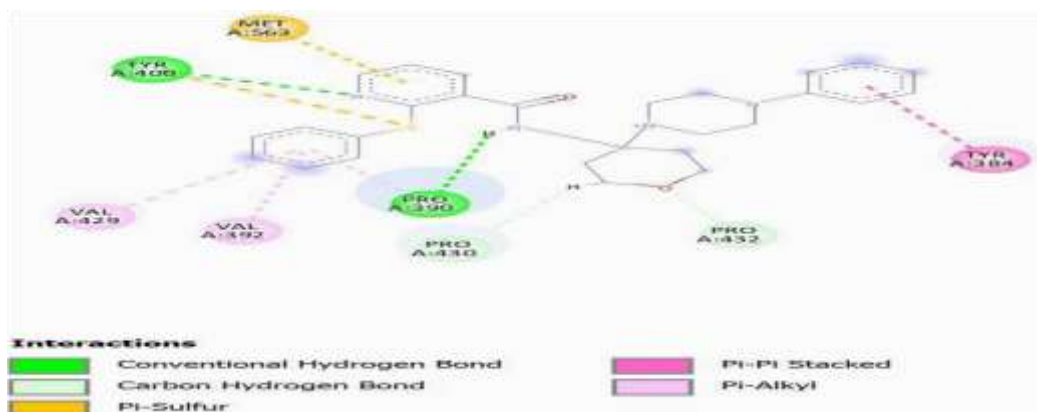 MET
A:563
TYR
A:408
VAL
A:429
VAL
A:392
PRO
A:390
PRO
A:430
PRO
A:432
TYR
A:384
H
H
O
O
Interactions
Conventional Hydrogen Bond
Carbon Hydrogen Bond
Pi-Sulfur
Pi-Pi Stacked
Pi-Alkyl